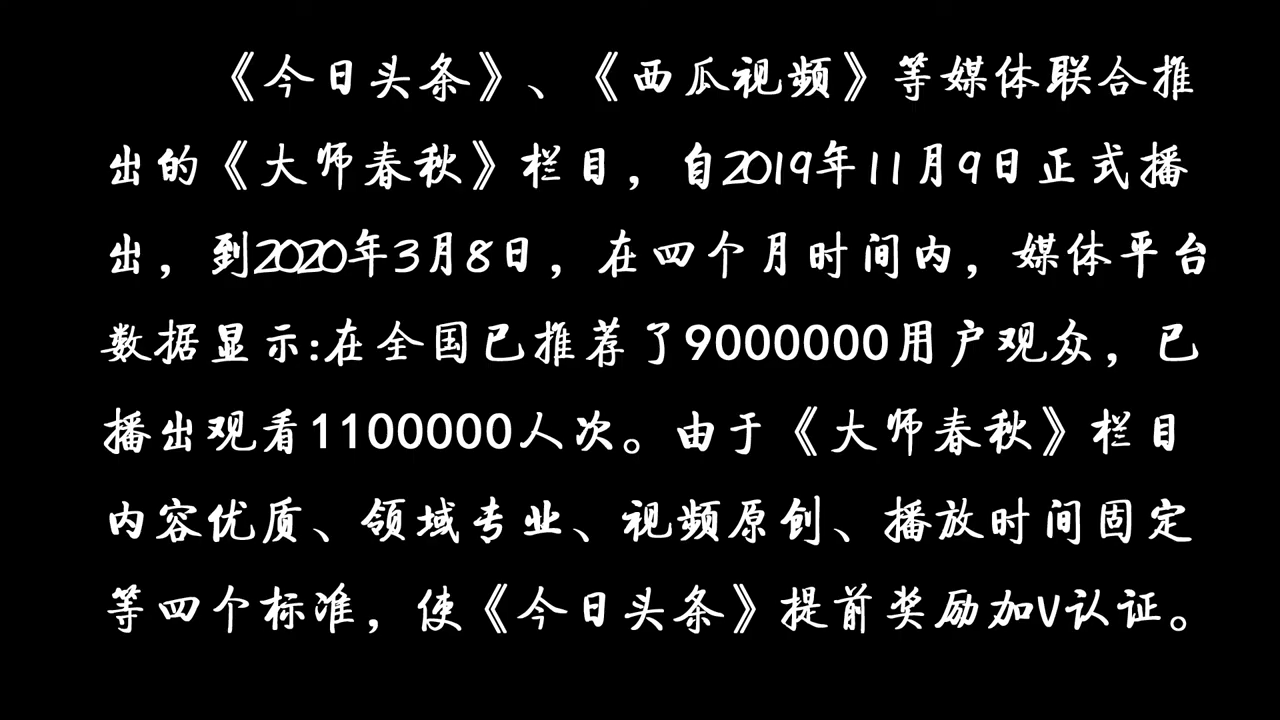 《今日头条》、《西瓜视频》等媒体联合推
出的《大师春秋》栏目，自2019年11月9日正式播
出，到2020年3月8日，在四个月时间内，媒体平台
数据显示:在全国已推荐了9000000用户观众，已
播出观看1100000人次。由于《大师春秋》栏目
内容优质、领域专业、视频原创、播放时间固定
等四个标准，使《今日头条》提前奖励加V认证。